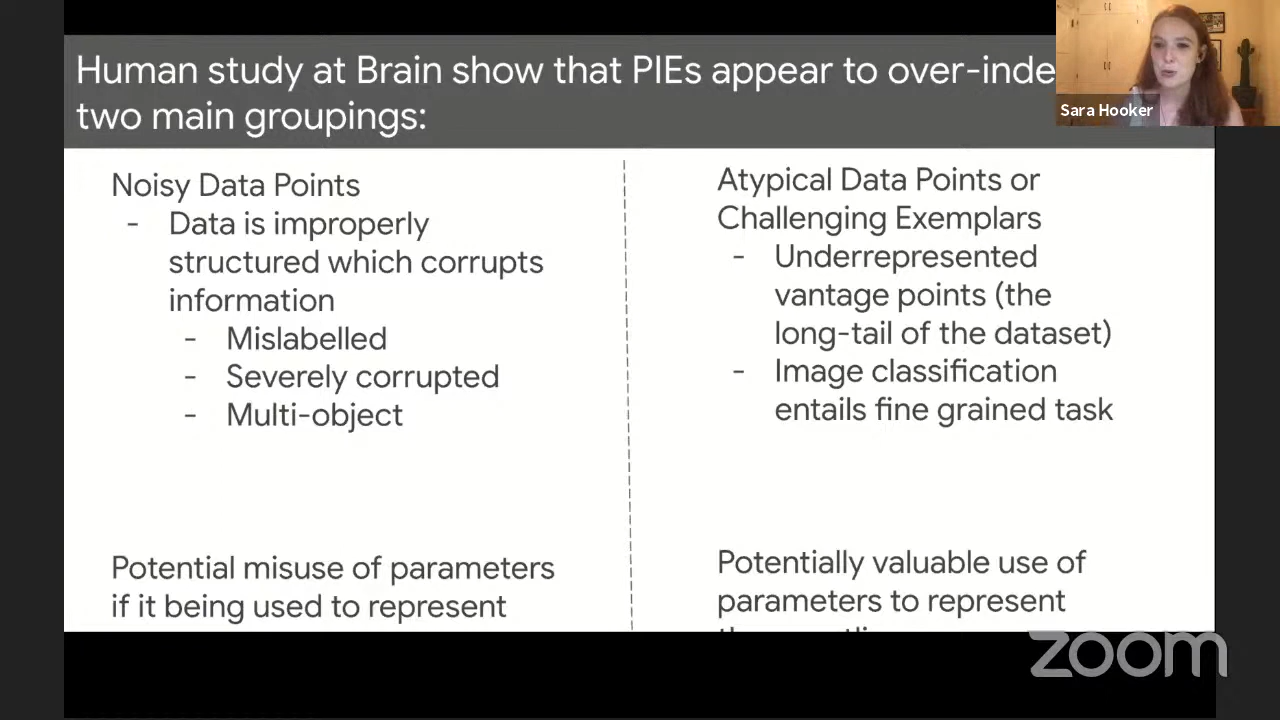 Human study at Brain show that PIEs appear to over-inde
two main groupings:
Sara Hooker
Noisy Data Points
- Data is improperly
structured which corrupts
information
- Mislabelled
- Severely corrupted
- Multi-object
Potential misuse of parameters
if it being used to represent
Atypical Data Points or
Challenging Exemplars
- Underrepresented
vantage points (the
long-tail of the dataset)
- Image classification
entails fine grained task
Potentially valuable use of
parameters to represent
zoom